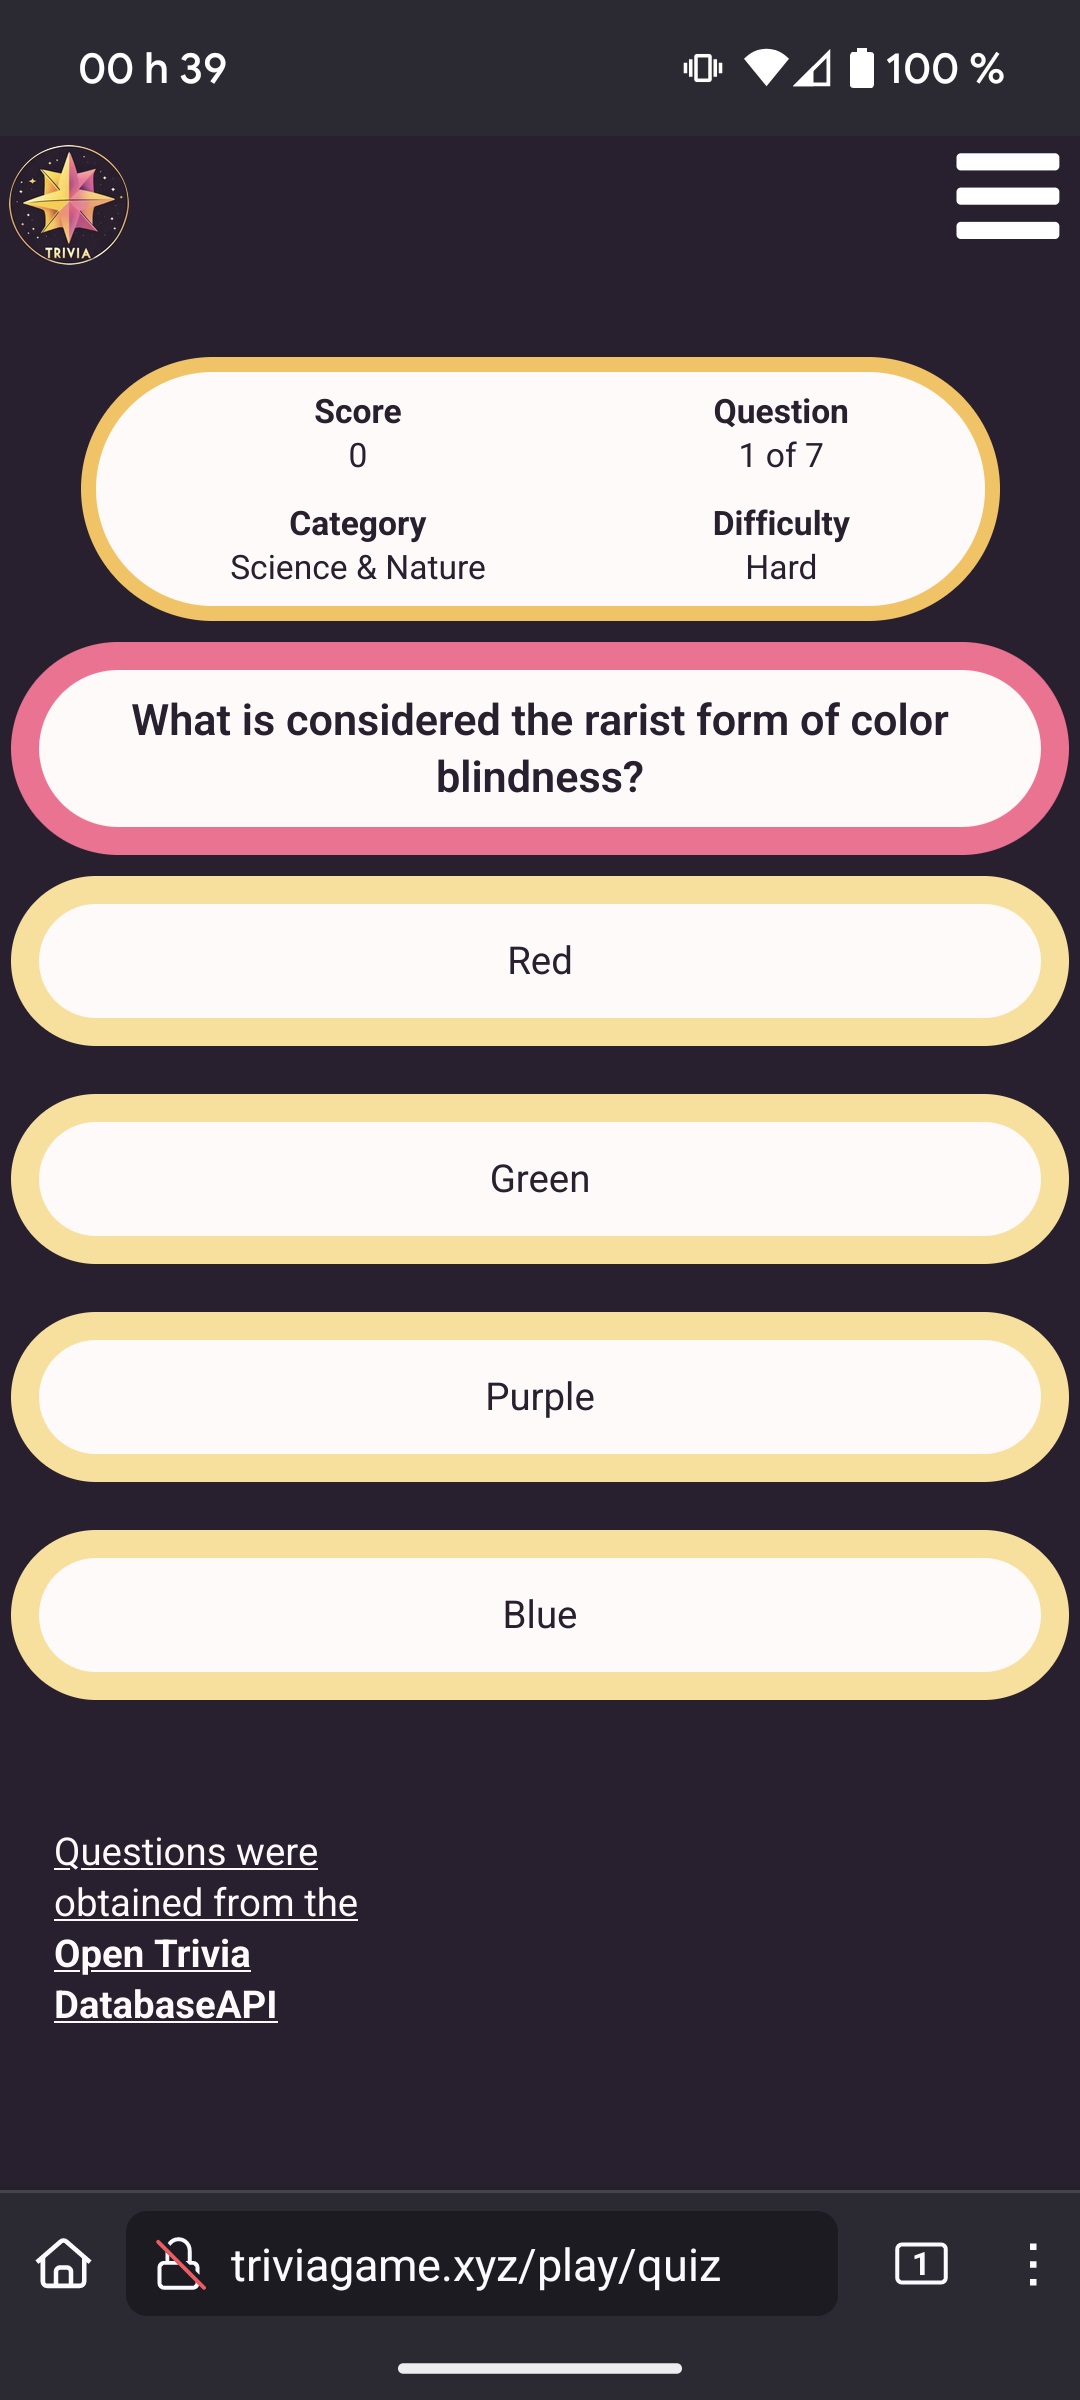 00 h 39
100 %
TRIVIA
Score
0
Question
1 of 7
Category
Science & Nature
Difficulty
Hard
What is considered the rarist form of color
blindness?
Red
Green
Purple
Blue
Questions were
obtained from the
Open Trivia
DatabaseAPI
triviagame.xyz/play/quiz
1